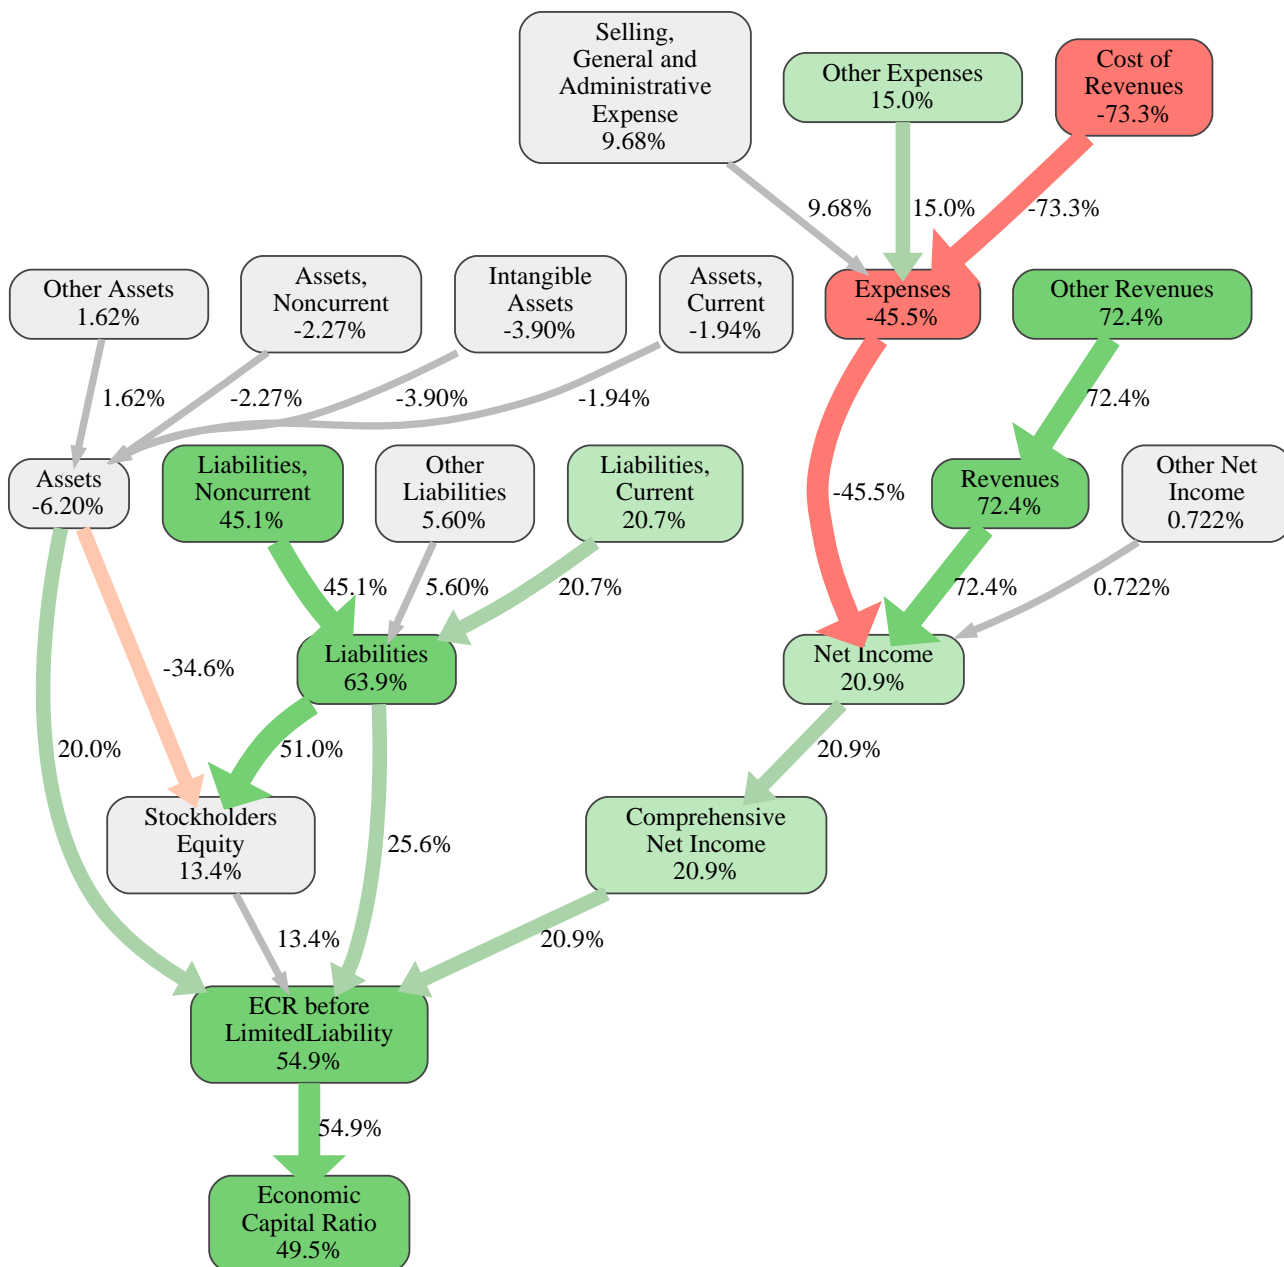 Selling,
General and
Administrative
Expense
9.68%
Other Expenses
15.0%
Cost of
Revenues
-73.3%
9.68%
15.0%
-73.3%
Other Assets
1.62%
Assets,
Noncurrent
-2.27%
Intangible
Assets
-3.90%
Assets,
Current
-1.94%
Expenses
-45.5%
Other Revenues
72.4%
1.62%
-2.27%
-3.90%
-1.94%
72.4%
Assets
-6.20%
Liabilities,
Noncurrent
45.1%
Other
Liabilities
5.60%
Liabilities,
Current
20.7%
-45.5%
Revenues
72.4%
Other Net
Income
0.722%
45.1%
5.60%
20.7%
72.4%
0.722%
-34.6%
Liabilities
63.9%
Net Income
20.9%
20.0%
51.0%
20.9%
Stockholders
Equity
13.4%
25.6%
Comprehensive
Net Income
20.9%
13.4%
20.9%
ECR before
LimitedLiability
54.9%
54.9%
Economic
Capital Ratio
49.5%